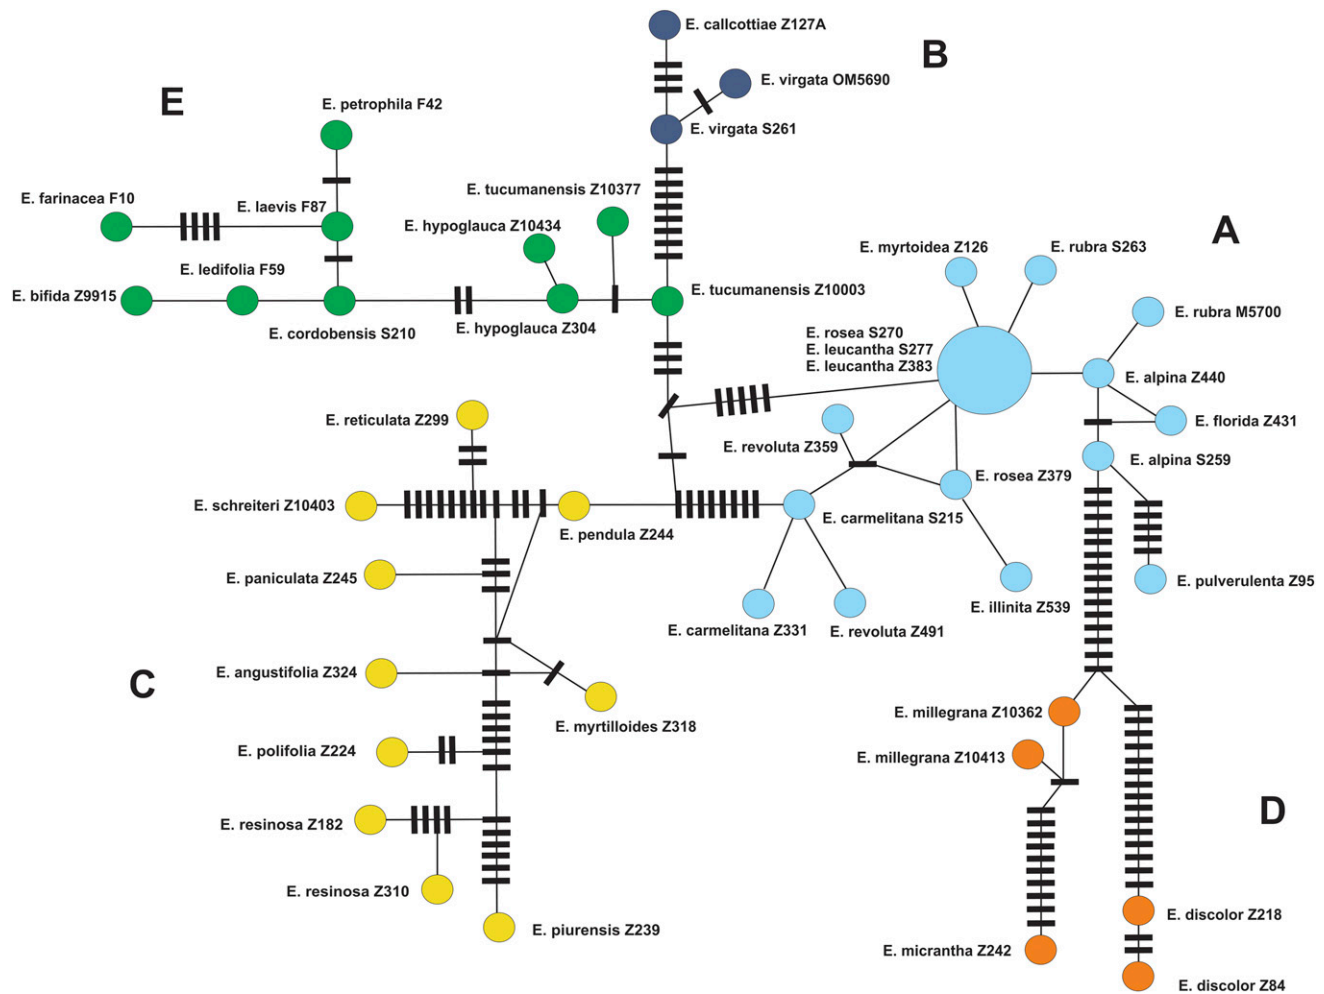 E. callcottiae Z127A
B
E. virgata OM5690
E
E. petrophila F42
E. virgata S261
E. tucumanensis Z10377
E. farinacea F10
E. laevis F87
E. hypoglauca Z10434
A
E. myrtoidea Z126
E. rubra S263
E. ledifolia F59
E. bifida Z9915
E. tucumanensis Z10003
E. cordobensis S210
E. hypoglauca Z304
E. rosea S270
E. leucantha S277
E. leucantha Z383
E. rubra M5700
E. alpina Z440
E. reticulata Z299
E. revoluta Z359
E. florida Z431
E. alpina S259
E. rosea Z379
E. schreiteri Z10403
E. pendula Z244
E. carmelitana S215
E. paniculata Z245
E. pulverulenta Z95
E. illinita Z539
E. carmelitana Z331
E. revoluta Z491
E. angustifolia Z324
C
E. millegrana Z10362
E. myrtilloides Z318
E. polifolia Z224
E. millegrana Z10413
D
E. resinosa Z182
E. resinosa Z310
E. discolor Z218
E. piurensis Z239
E. micrantha Z242
E. discolor Z84